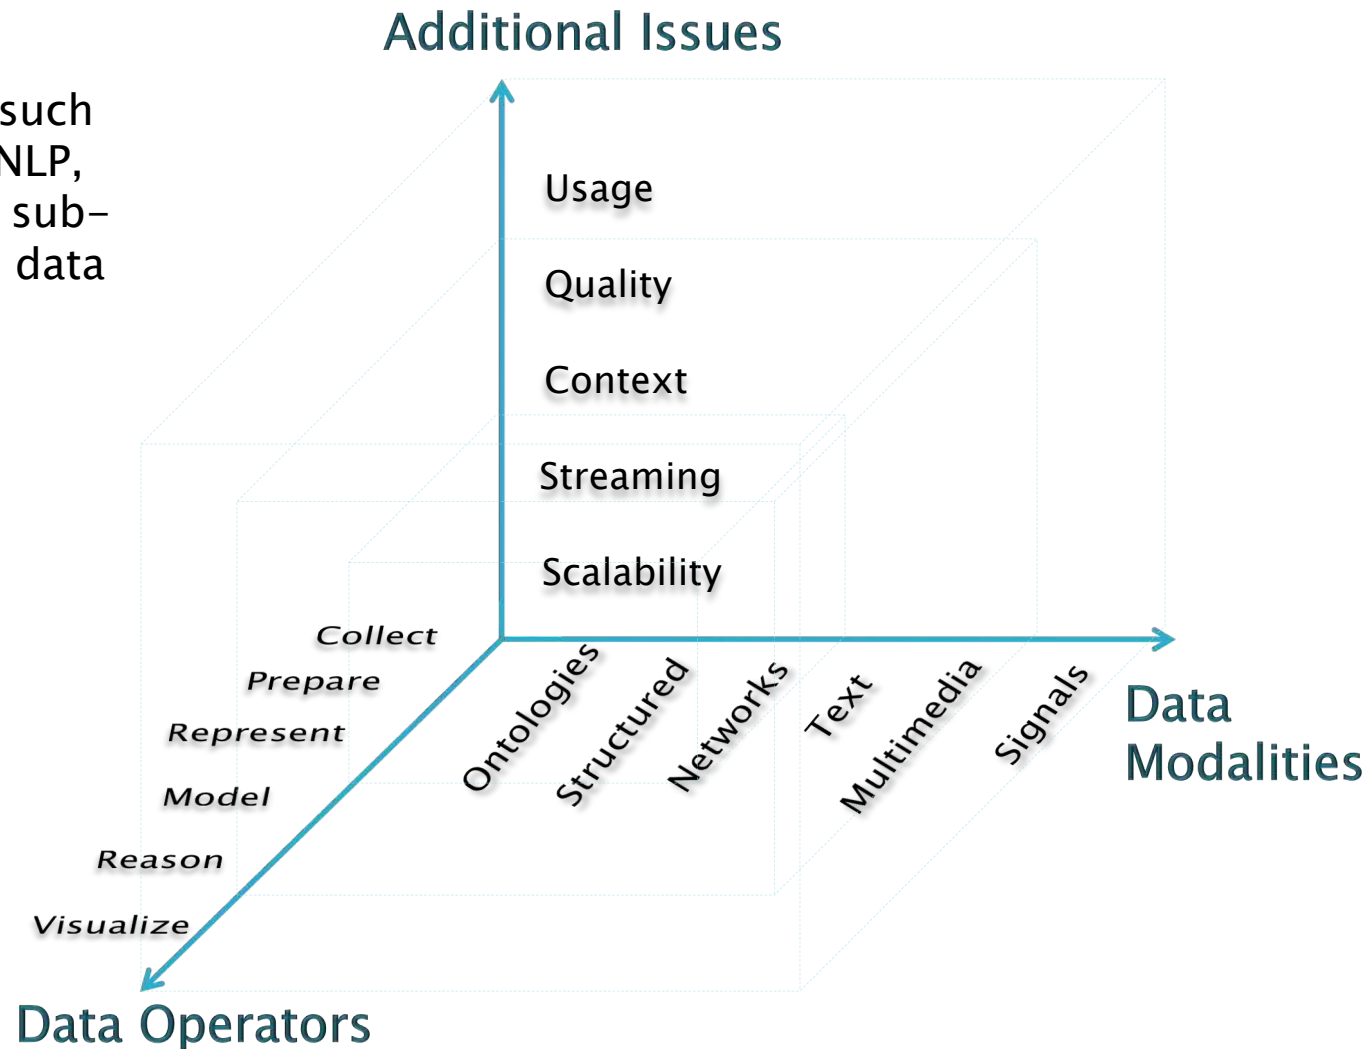 Additional Issues
such
NLP,
sub-
data
Usage
Quality
Context
Streaming
Scalability
Collect
Prepare
Represent
Model
Reason
Visualize
Data Operators
Ontologies
Structured
Networks
Text
Multimedia
Signals
Data
Modalities